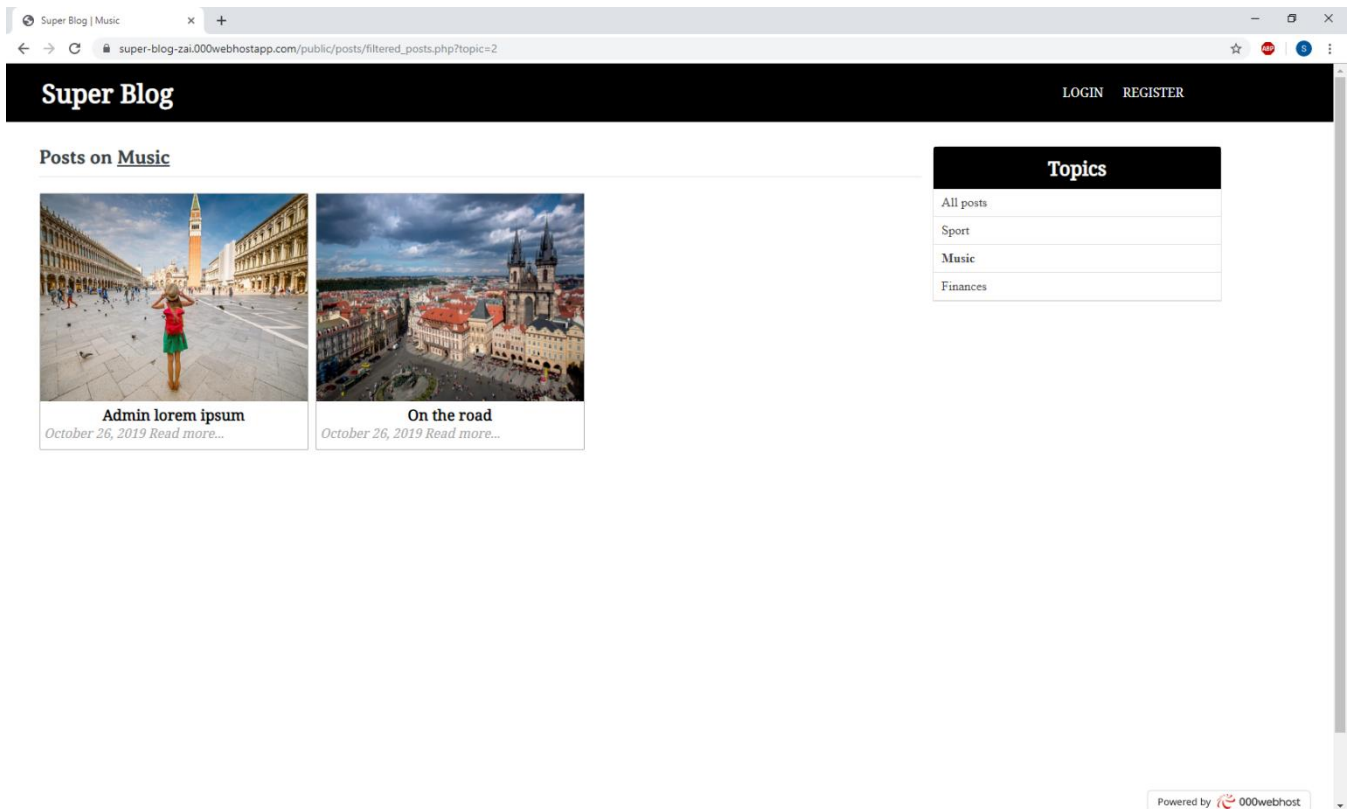 Super Blog | Music
super-blog-zai.000webhostapp.com/public/posts/filtered_posts.php?topic=2
ABP
S
Super Blog
LOGIN REGISTER
Posts on Music
Topics
All posts
Sport
Music
Finances
Admin lorem ipsum
October 26, 2019 Read more...
On the road
October 26, 2019 Read more...
Powered by 000webhost